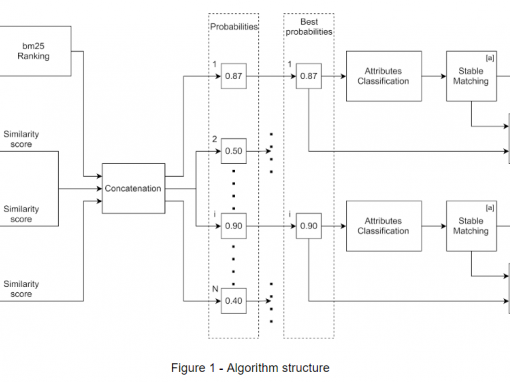 Probabilities
Best
probabilities
bm25
Ranking
1
0.87
1
0.87
Attributes
Classification
[a]
Stable
Matching
Similarity
score
2
0.50
Concatenation
Similarity
score
i
0.90
i
0.90
Attributes
Classification
[a]
Stable
Matching
Similarity
score
N
0.40
Figure 1 - Algorithm structure